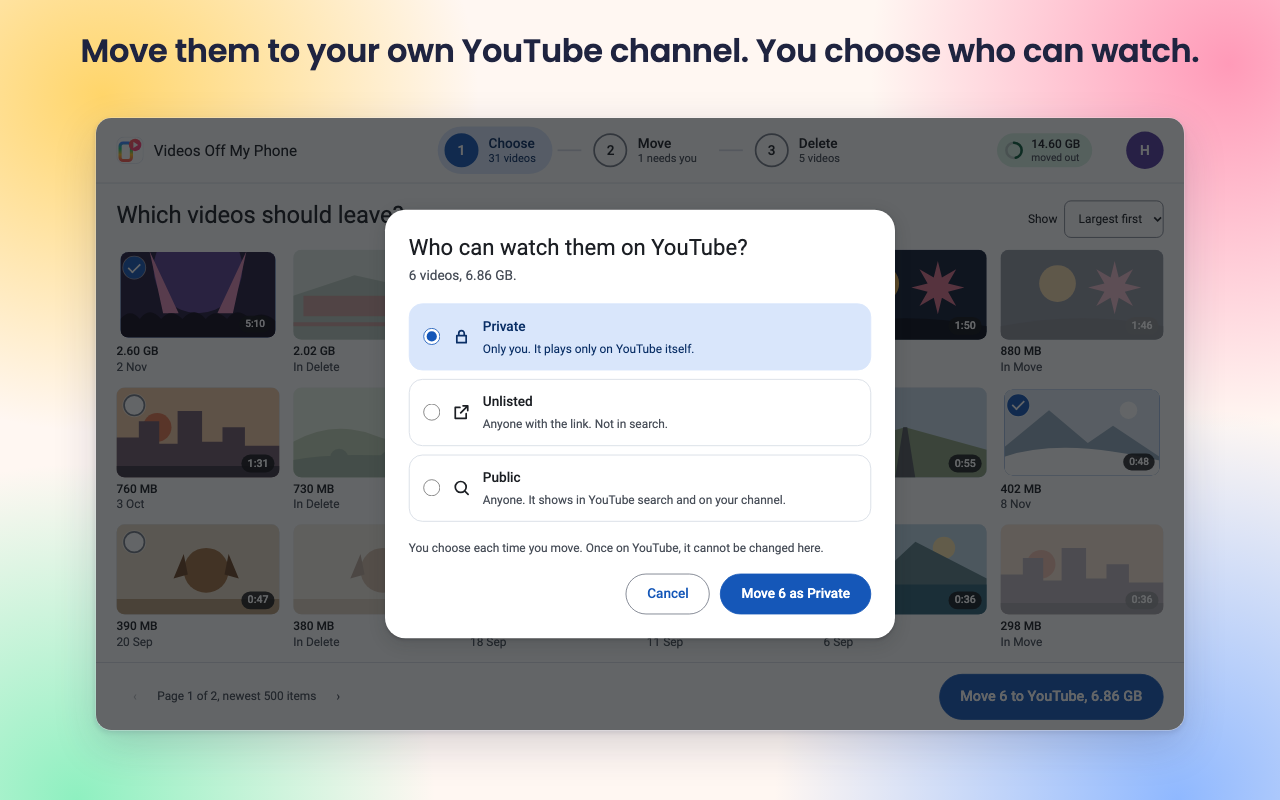 Move them to your own YouTube channel. You choose who can watch.
Videos Off My Phone
1
Choose
31 videos
2
Move
1 needs you
3
Delete
5 videos
14.60 GB
moved out
H
Which videos should leave?
Show
Largest first
5:10
1:50
1:46
2.60 GB
2 Nov
2.02 GB
In Delete
880 MB
In Move
1:31
0:55
0:48
760 MB
3 Oct
730 MB
In Delete
402 MB
8 Nov
0:47
0:36
0:36
390 MB
20 Sep
380 MB
In Delete
18 Sep
11 Sep
6 Sep
298 MB
In Move
Who can watch them on YouTube?
6 videos, 6.86 GB.
Private
Only you. It plays only on YouTube itself.
Unlisted
Anyone with the link. Not in search.
Public
Anyone. It shows in YouTube search and on your channel.
You choose each time you move. Once on YouTube, it cannot be changed here.
Cancel
Move 6 as Private
‹ Page 1 of 2, newest 500 items ›
Move 6 to YouTube, 6.86 GB